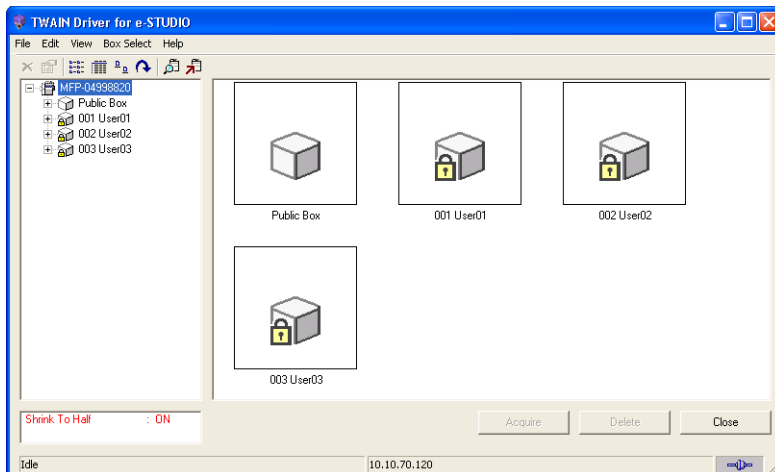 TWAIN Driver for e-STUDIO
File Edit View Box Select Help
MFP-04998820
Public Box
001 User01
002 User02
003 User03
Public Box 001 User01 002 User02
003 User03
Shrink To Half : ON
Acquire Delete Close
Idle 10.10.70.120